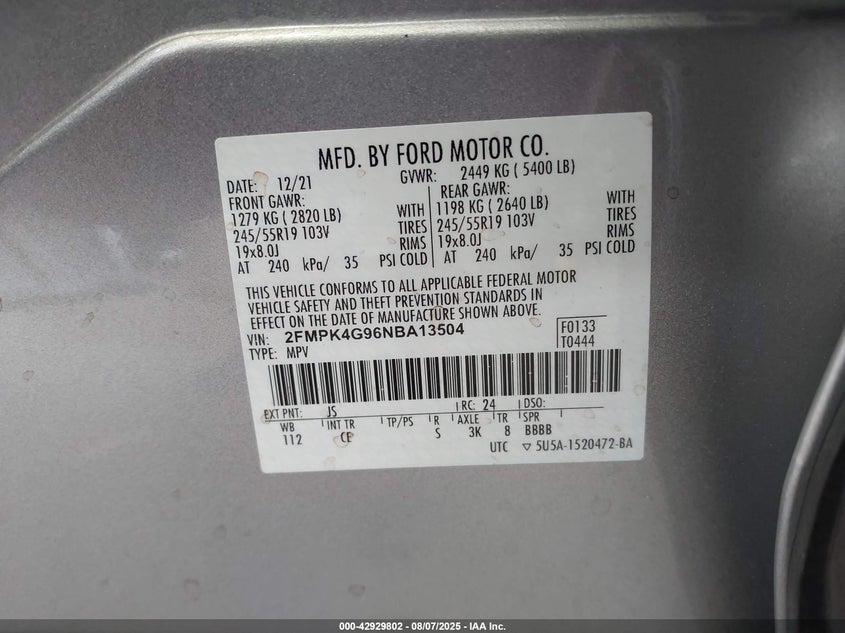 MFD. BY FORD MOTOR CO.
DATE: 12/21 GVWR: 2449 KG ( 5400 LB)
FRONT GAWR: REAR GAWR:
1279 KG ( 2820 LB) WITH 1198 KG ( 2640 LB) WITH
245/55R19 103V TIRES 245/55R19 103V TIRES
19x8.0J RIMS 19x8.0J RIMS
AT 240 kPa/ 35 PSI COLD AT 240 kPa/ 35 PSI COLD
THIS VEHICLE CONFORMS TO ALL APPLICABLE FEDERAL MOTOR
VEHICLE SAFETY AND THEFT PREVENTION STANDARDS IN
EFFECT ON THE DATE OF MANUFACTURE SHOWN ABOVE.
VIN: 2FMPK4G96NBA13504 F0133
TYPE: MPV T0444
EXT PNT: JS RC: 24 DSO:
WB INT TR TP/PS R AXLE TR SPR
112 CF S 3K 8 BBBB
UTC ▽ 5U5A-1520472-BA
000-42929802 - 08/07/2025 - IAA Inc.